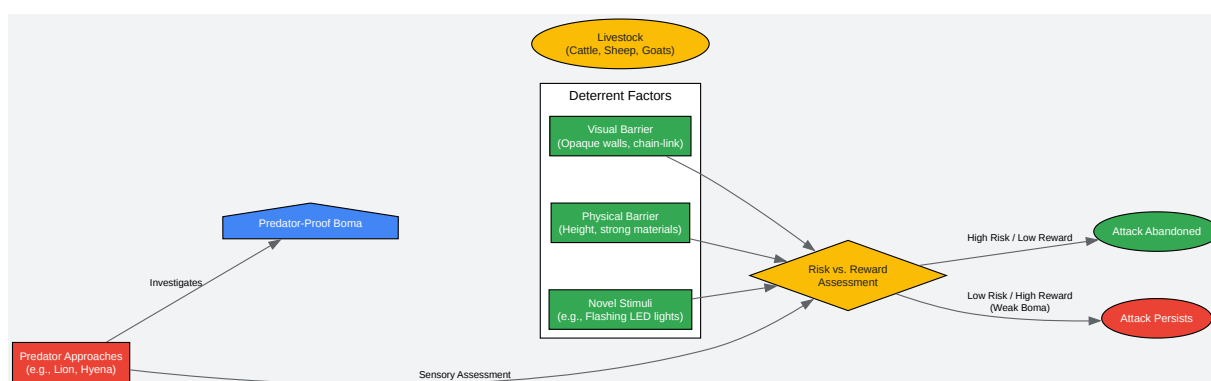 Livestock
(Cattle, Sheep, Goats)
Deterrent Factors
Visual Barrier
(Opaque walls, chain-link)
Physical Barrier
(Height, strong materials)
Novel Stimuli
(e.g., Flashing LED lights)
Predator-Proof Boma
Investigates
Predator Approaches
(e.g., Lion, Hyena)
Sensory Assessment
Risk vs. Reward
Assessment
High Risk / Low Reward
Attack Abandoned
Low Risk / High Reward
(Weak Boma)
Attack Persists